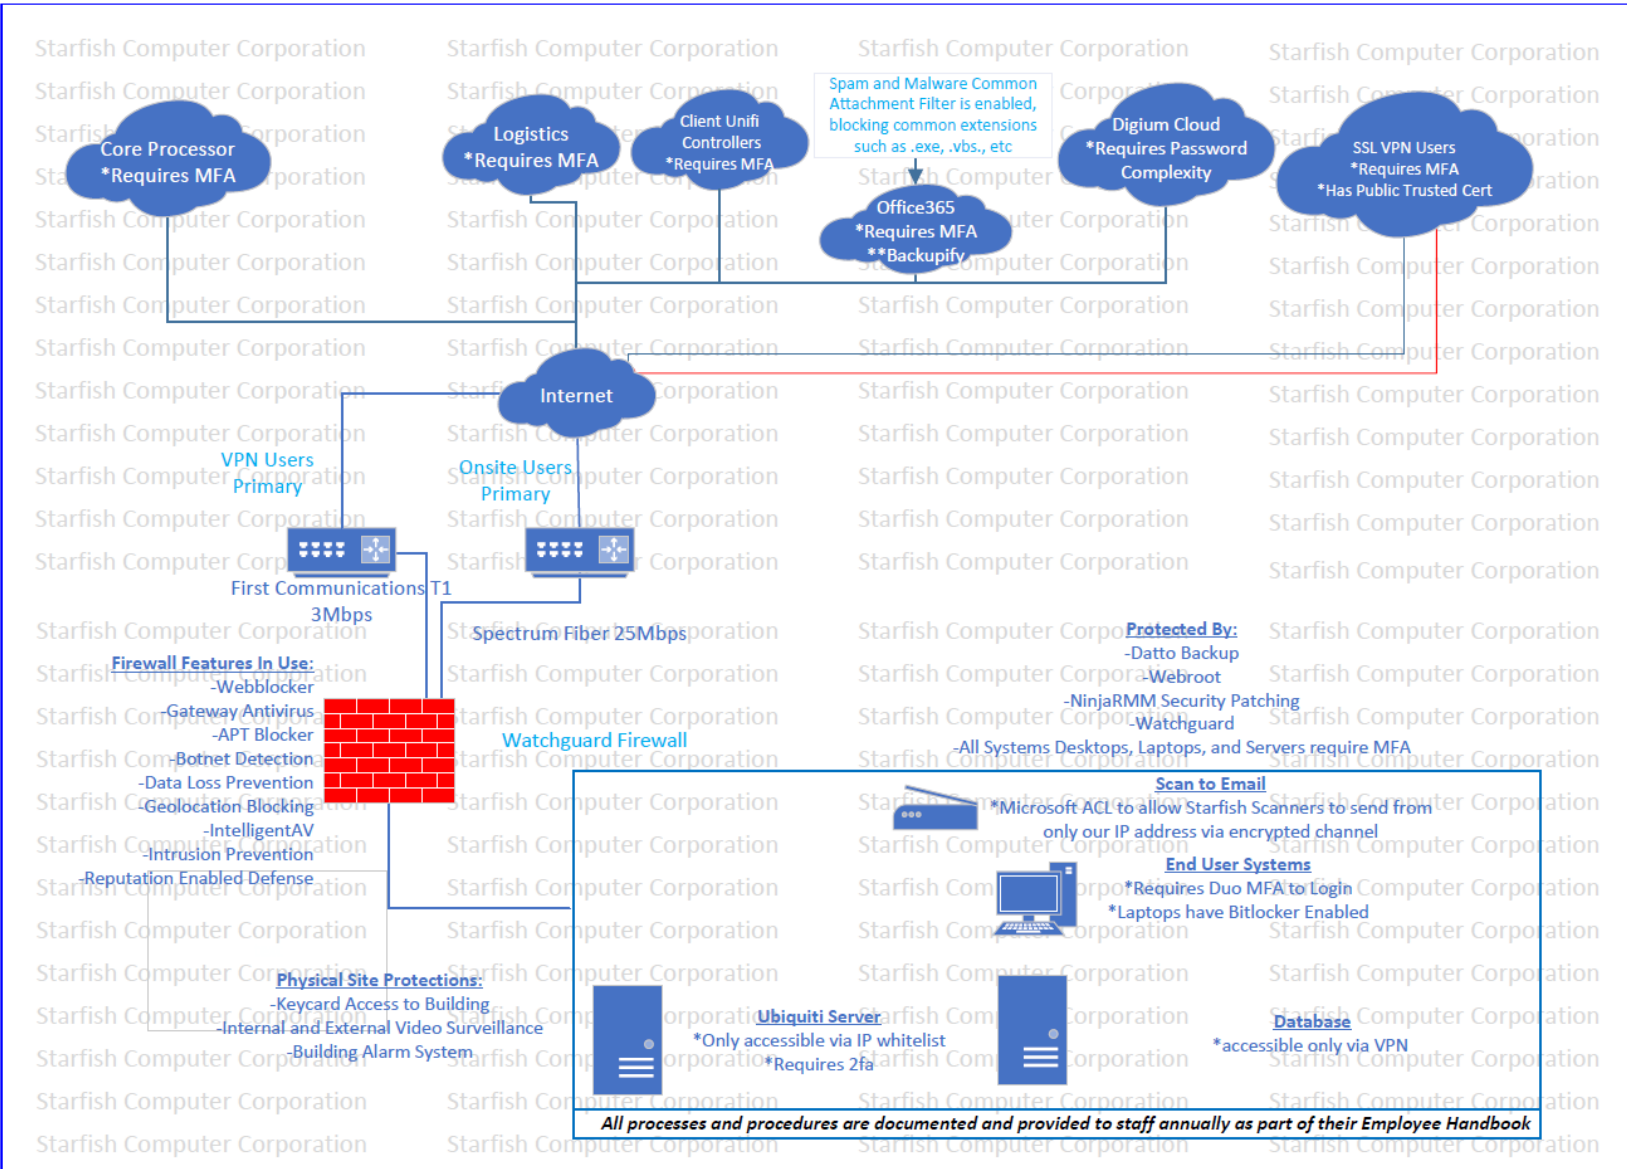 Starfish Computer Corporation Starfish Computer Corporation Starfish Computer Corporation Starfish Computer Corporation
Core Processor
*Requires MFA
Logistics
*Requires MFA
Client Unifi
Controllers
*Requires MFA
Spam and Malware Common
Attachment Filter is enabled,
blocking common extensions
such as .exe, .vbs., etc
Office365
*Requires MFA
**Backupify
Digium Cloud
*Requires Password
Complexity
SSL VPN Users
*Requires MFA
*Has Public Trusted Cert
Internet
VPN Users
Primary
Onsite Users
Primary
First Communications T1
3Mbps
Spectrum Fiber 25Mbps
Firewall Features In Use:
-Webblocker
-Gateway Antivirus
-APT Blocker
-Botnet Detection
-Data Loss Prevention
-Geolocation Blocking
-IntelligentAV
-Intrusion Prevention
-Reputation Enabled Defense
Watchguard Firewall
Protected By:
-Datto Backup
-Webroot
-NinjaRMM Security Patching
-Watchguard
-All Systems Desktops, Laptops, and Servers require MFA
Scan to Email
*Microsoft ACL to allow Starfish Scanners to send from
only our IP address via encrypted channel
End User Systems
*Requires Duo MFA to Login
*Laptops have Bitlocker Enabled
Physical Site Protections:
-Keycard Access to Building
-Internal and External Video Surveillance
-Building Alarm System
Ubiquiti Server
*Only accessible via IP whitelist
*Requires 2fa
Database
*accessible only via VPN
All processes and procedures are documented and provided to staff annually as part of their Employee Handbook